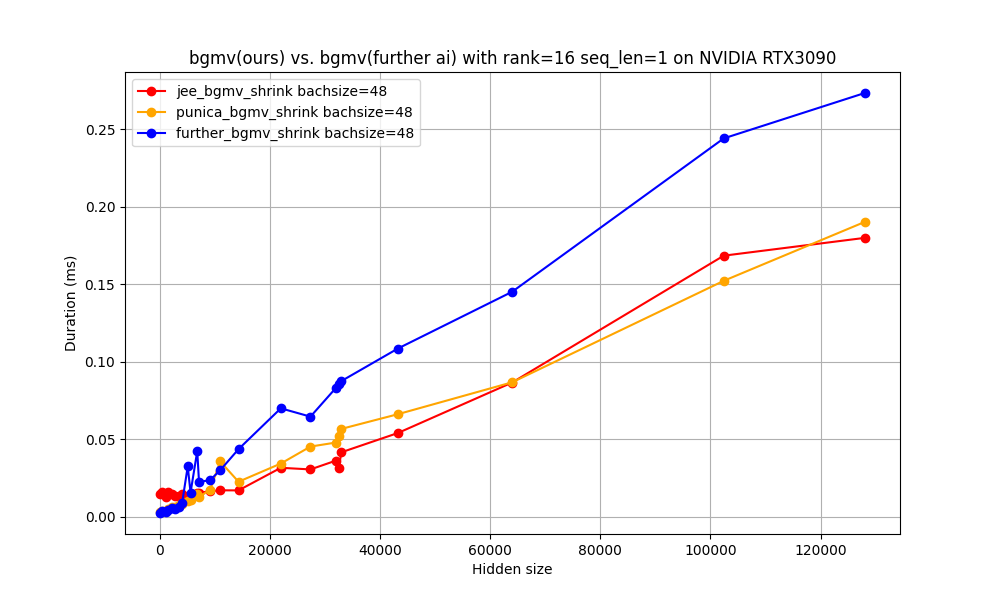 bgmv(ours) vs. bgmv(further ai) with rank=16 seq_len=1 on NVIDIA RTX3090
jee_bgmv_shrink bachsize=48
punica_bgmv_shrink bachsize=48
further_bgmv_shrink bachsize=48
Duration (ms)
0.25
0.20
0.15
0.10
0.05
0.00
0 20000 40000 60000 80000 100000 120000
Hidden size